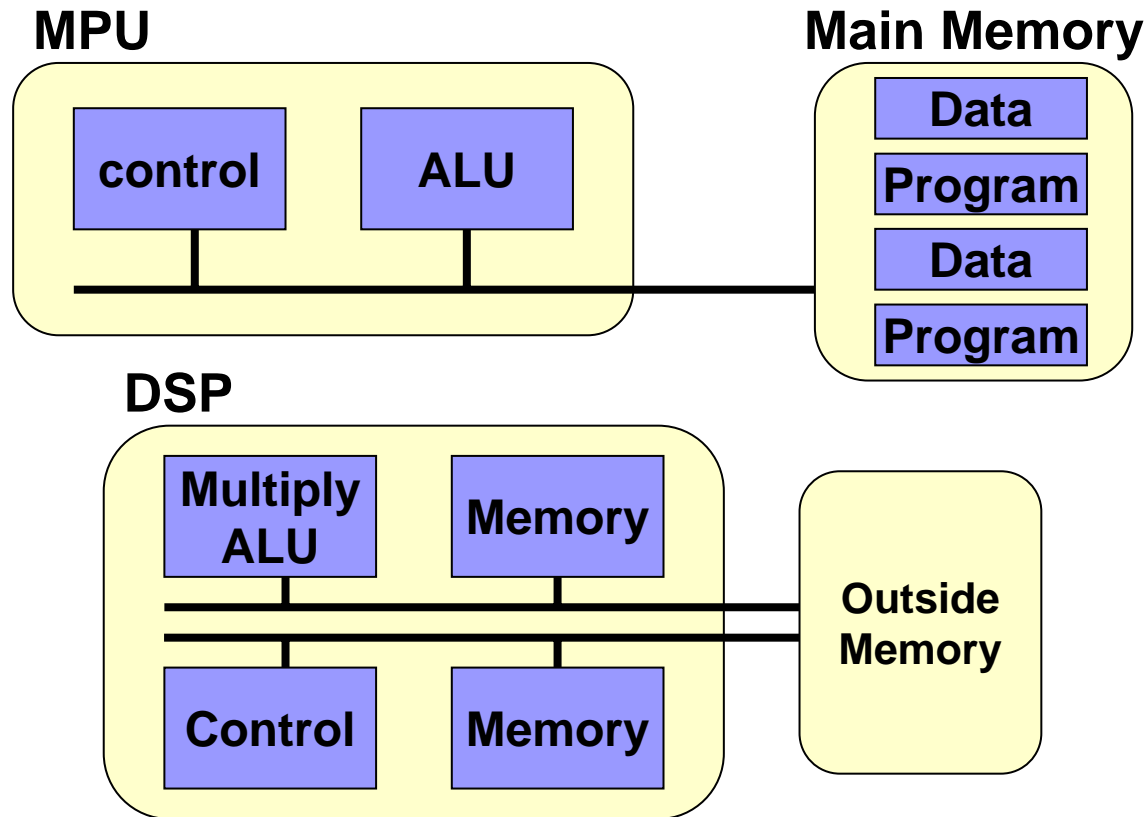 MPU
Main Memory
control
ALU
Data
Program
Data
Program
DSP
Multiply
ALU
Memory
Outside
Memory
Control
Memory